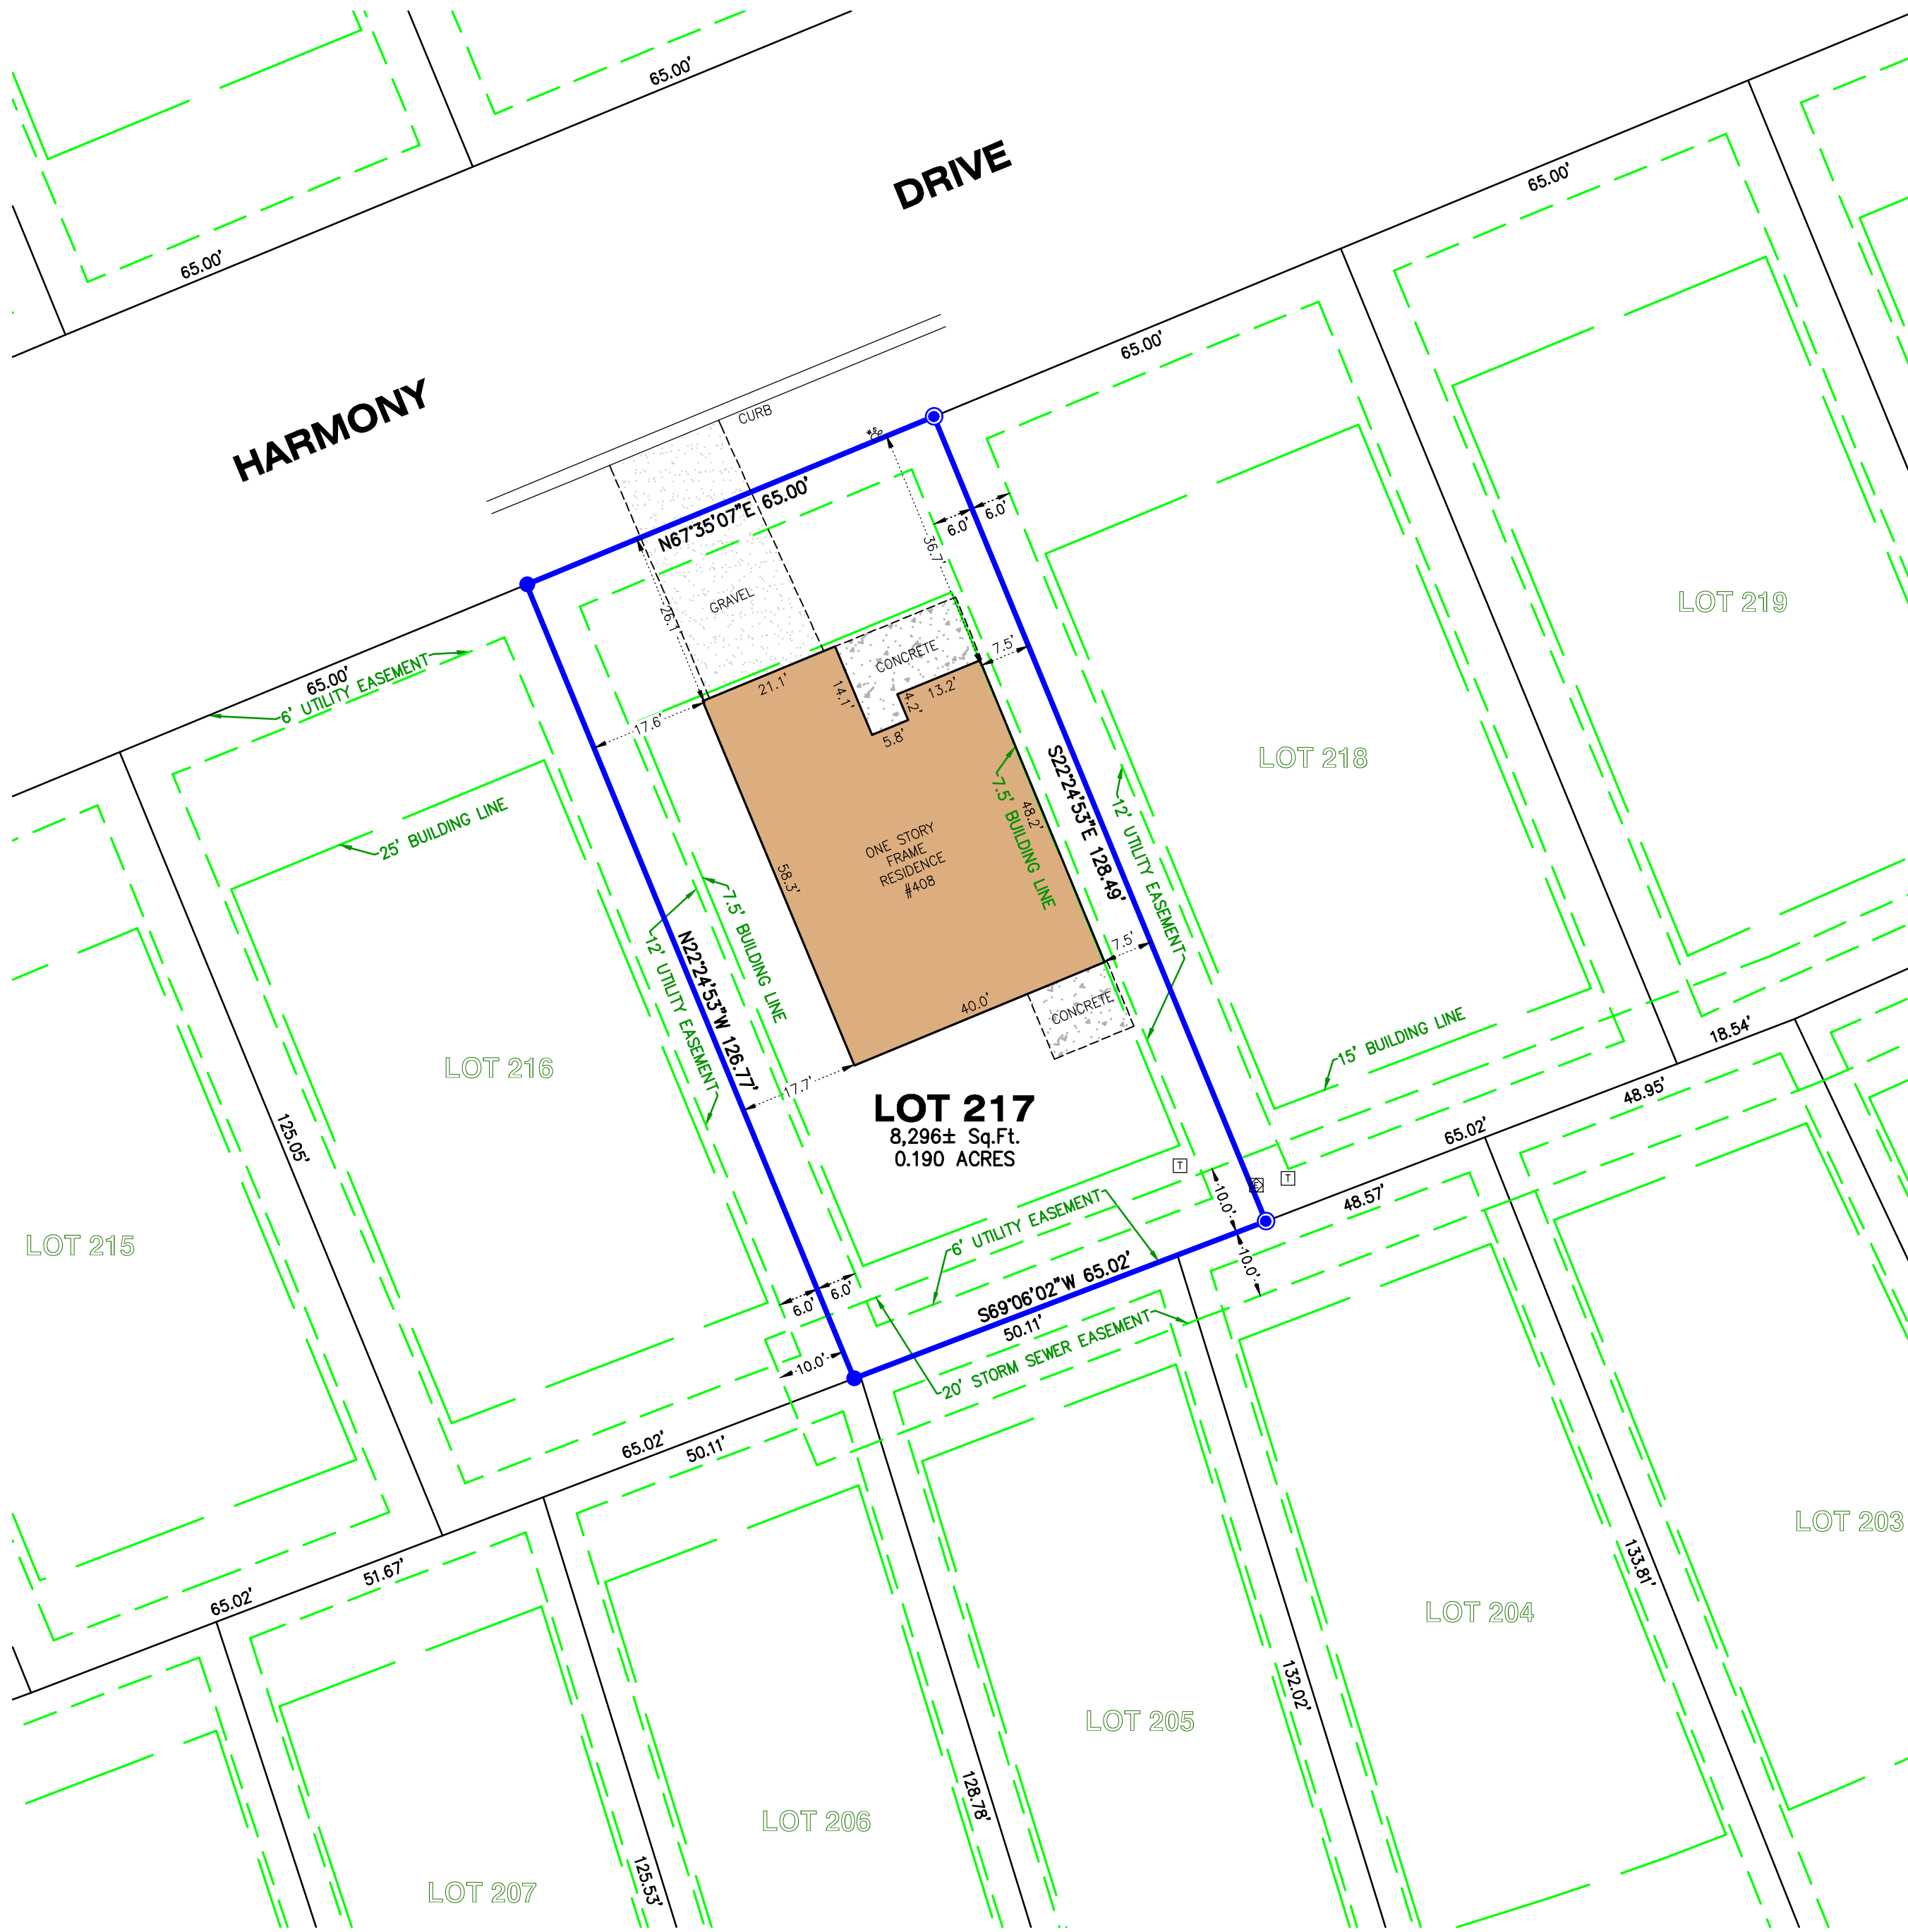 65.00'
DRIVE
65.00'
65.00'
65.00'
HARMONY
CURB
N67°35'07"E 65.00'
6.0'
6.0'
36.7'
GRAVEL
LOT 219
65.00'
6' UTILITY EASEMENT
CONCRETE
7.5'
21.1'
14.1'
4.2'
13.2'
5.8'
17.6'
LOT 218
S22°24'53"E 128.49'
7.5' BUILDING LINE
48.2'
12' UTILITY EASEMENT
25' BUILDING LINE
ONE STORY
FRAME
RESIDENCE
#408
58.3'
7.5' BUILDING LINE
12' UTILITY EASEMENT
N22°24'53"W 126.77'
7.5'
40.0'
CONCRETE
15' BUILDING LINE
18.54'
LOT 216
17.7'
48.95'
LOT 217
8,296± Sq.Ft.
0.190 ACRES
125.05'
65.02'
T
T
E
10.0'
48.57'
LOT 215
6' UTILITY EASEMENT
10.0'
S69°06'02"W 65.02'
50.11'
6.0'
6.0'
20' STORM SEWER EASEMENT
10.0'
65.02'
50.11'
LOT 203
51.67'
65.02'
133.81'
LOT 204
132.02'
LOT 205
128.78'
LOT 206
125.53'
LOT 207